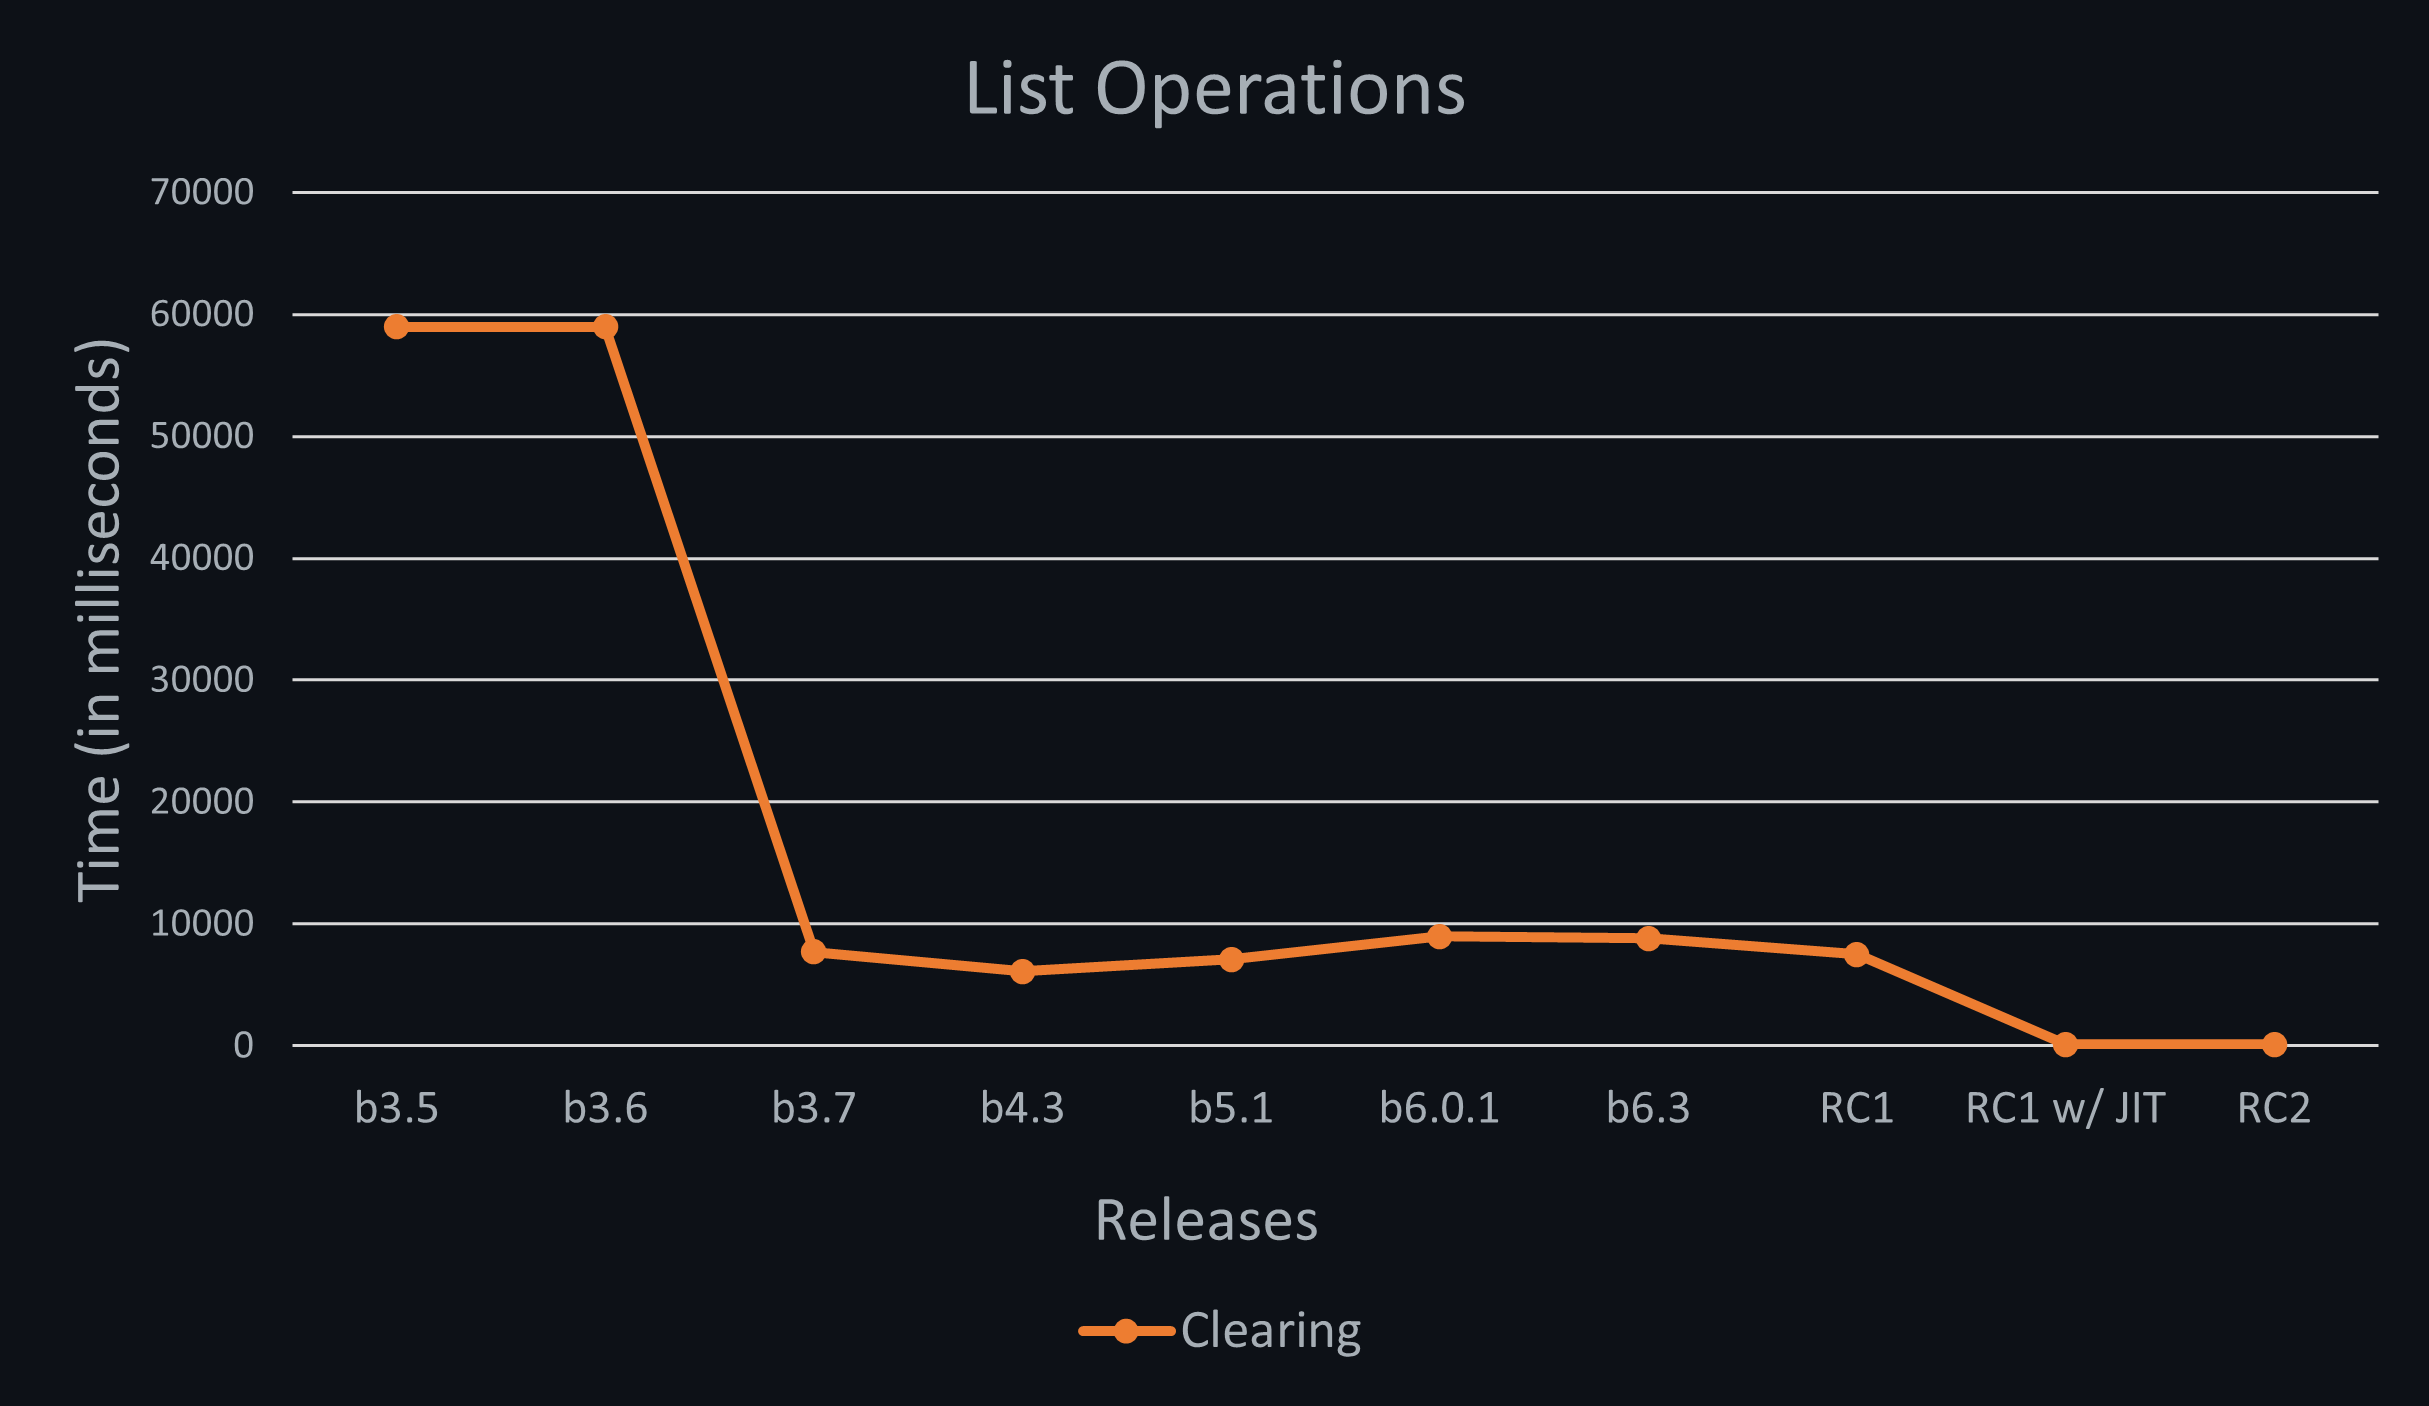 List Operations
70000
60000
50000
40000
30000
20000
10000
0
Time (in milliseconds)
b3.5 b3.6 b3.7 b4.3 b5.1 b6.0.1 b6.3 RC1 RC1 w/ JIT RC2
Releases
Clearing